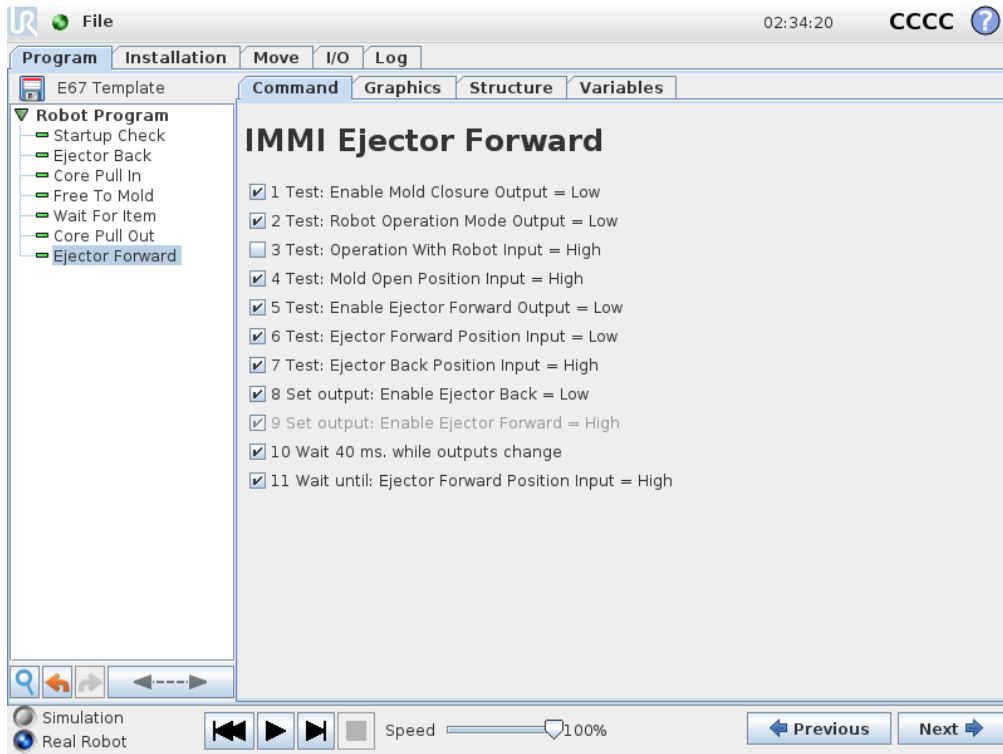 UR File 02:34:20 CCCC ?
Program Installation Move I/O Log
E67 Template Command Graphics Structure Variables
Robot Program
Startup Check
Ejector Back
Core Pull In
Free To Mold
Wait For Item
Core Pull Out
Ejector Forward
IMMI Ejector Forward
1 Test: Enable Mold Closure Output = Low
2 Test: Robot Operation Mode Output = Low
3 Test: Operation With Robot Input = High
4 Test: Mold Open Position Input = High
5 Test: Enable Ejector Forward Output = Low
6 Test: Ejector Forward Position Input = Low
7 Test: Ejector Back Position Input = High
8 Set output: Enable Ejector Back = Low
9 Set output: Enable Ejector Forward = High
10 Wait 40 ms. while outputs change
11 Wait until: Ejector Forward Position Input = High
Simulation
Real Robot
Speed 100%
Previous Next